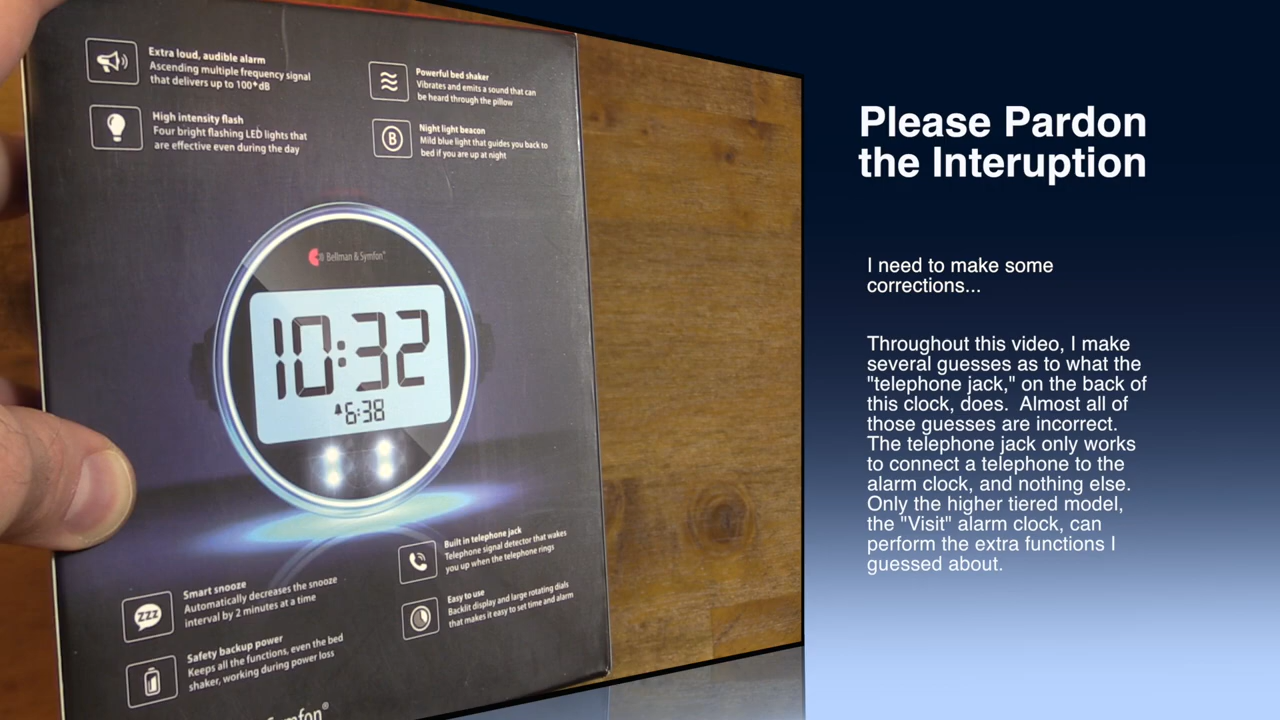 Extra loud, audible alarm
Ascending multiple frequency signal
that delivers up to 100+dB
High intensity flash
Four bright flashing LED lights that
are effective even during the day
Powerful bed shaker
Vibrates and emits a sound that can
be heard through the pillow
B
Night light beacon
Mild blue light that guides you back to
bed if you are up at night
Bellman & Symfon®
10:32
6:38
zzz
Smart snooze
Automatically decreases the snooze
interval by 2 minutes at a time
Safety backup power
Keeps all the functions, even the bed
shaker, working during power loss
Built in telephone jack
Telephone signal detector that wakes
you up when the telephone rings
Easy to use
Backlit display and large rotating dials
that makes it easy to set time and alarm
Please Pardon
the Interuption
I need to make some
corrections...
Throughout this video, I make
several guesses as to what the
"telephone jack," on the back of
this clock, does.  Almost all of
those guesses are incorrect.
The telephone jack only works
to connect a telephone to the
alarm clock, and nothing else.
Only the higher tiered model,
the "Visit" alarm clock, can
perform the extra functions I
guessed about.